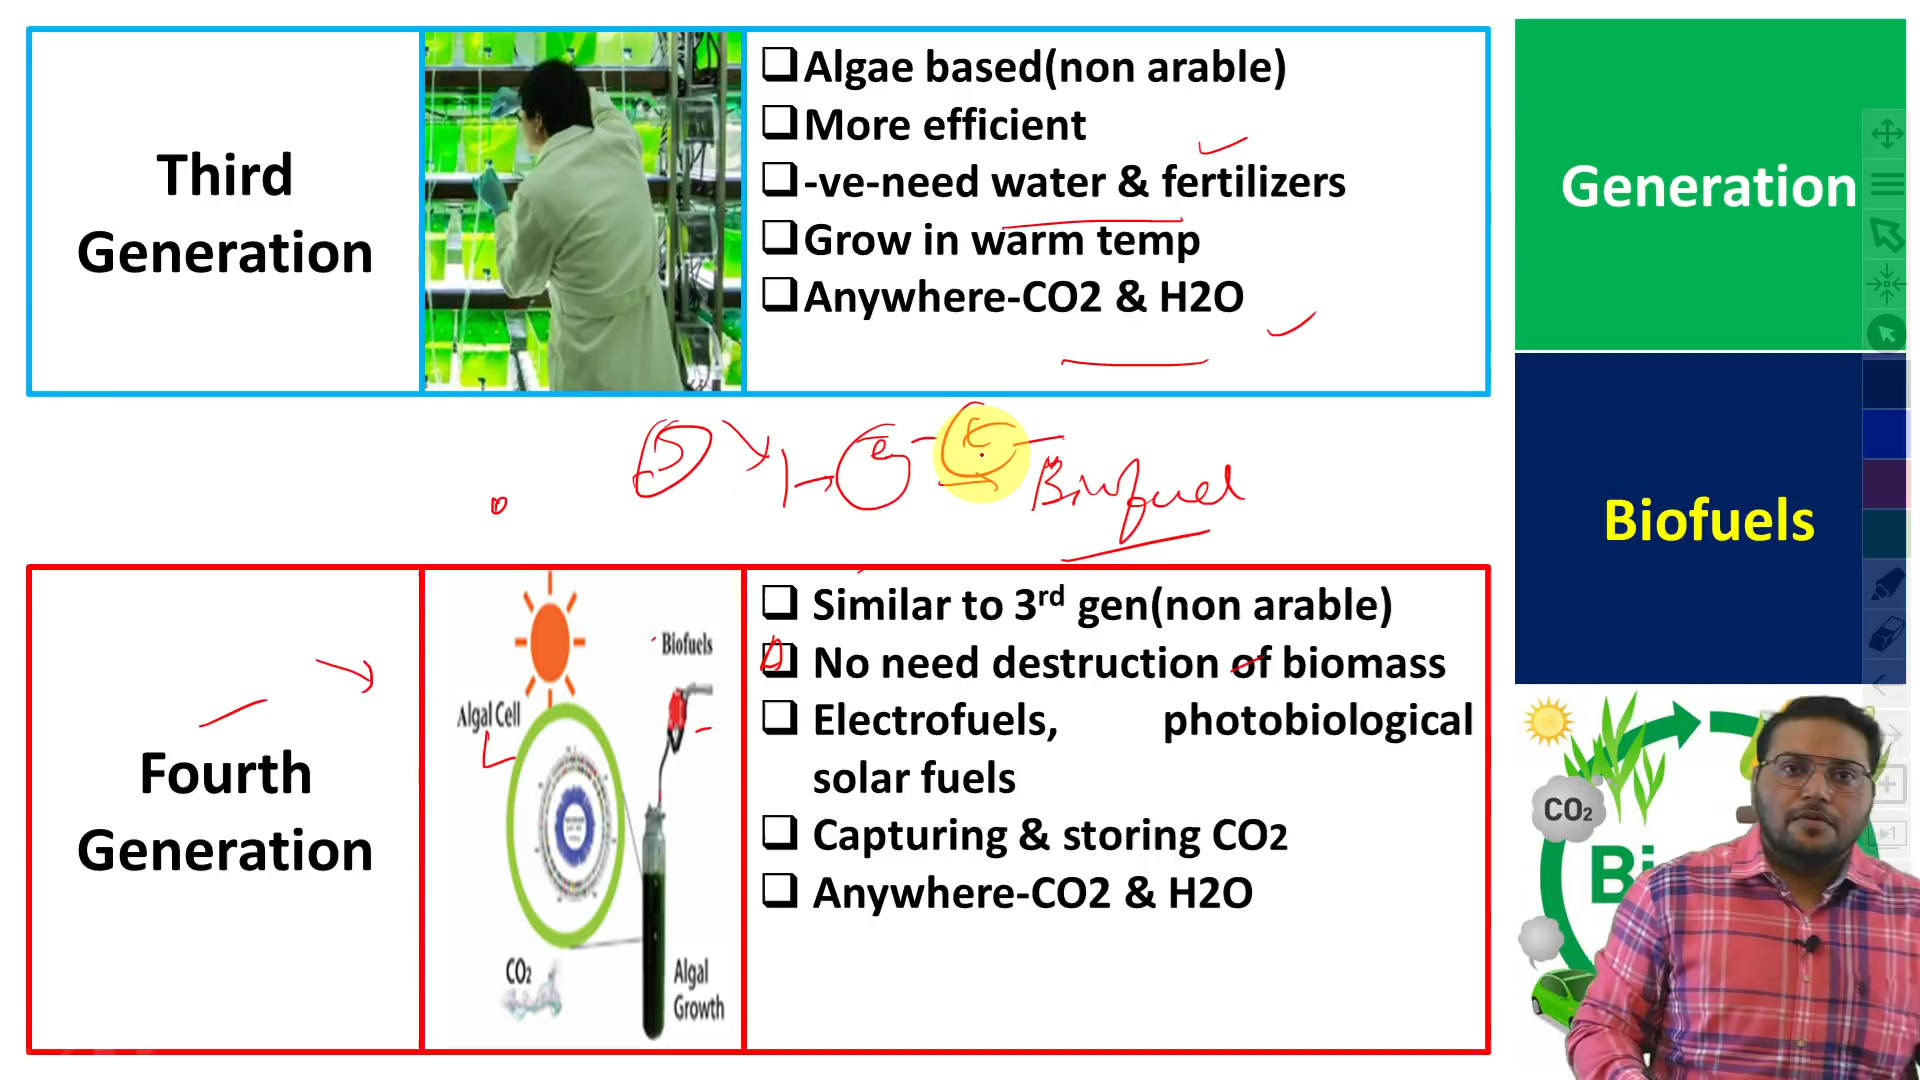 Third
Generation
Algae based(non arable)
More efficient
-ve-need water & fertilizers
Grow in warm temp
Anywhere-CO2 & H2O
Biofuel
Fourth
Generation
Biofuels
Algal Cell
CO₂
Algal
Growth
Similar to 3rd gen(non arable)
No need destruction of biomass
Electrofuels, photobiological
solar fuels
Capturing & storing CO2
Anywhere-CO2 & H2O
Generation
Biofuels
CO₂